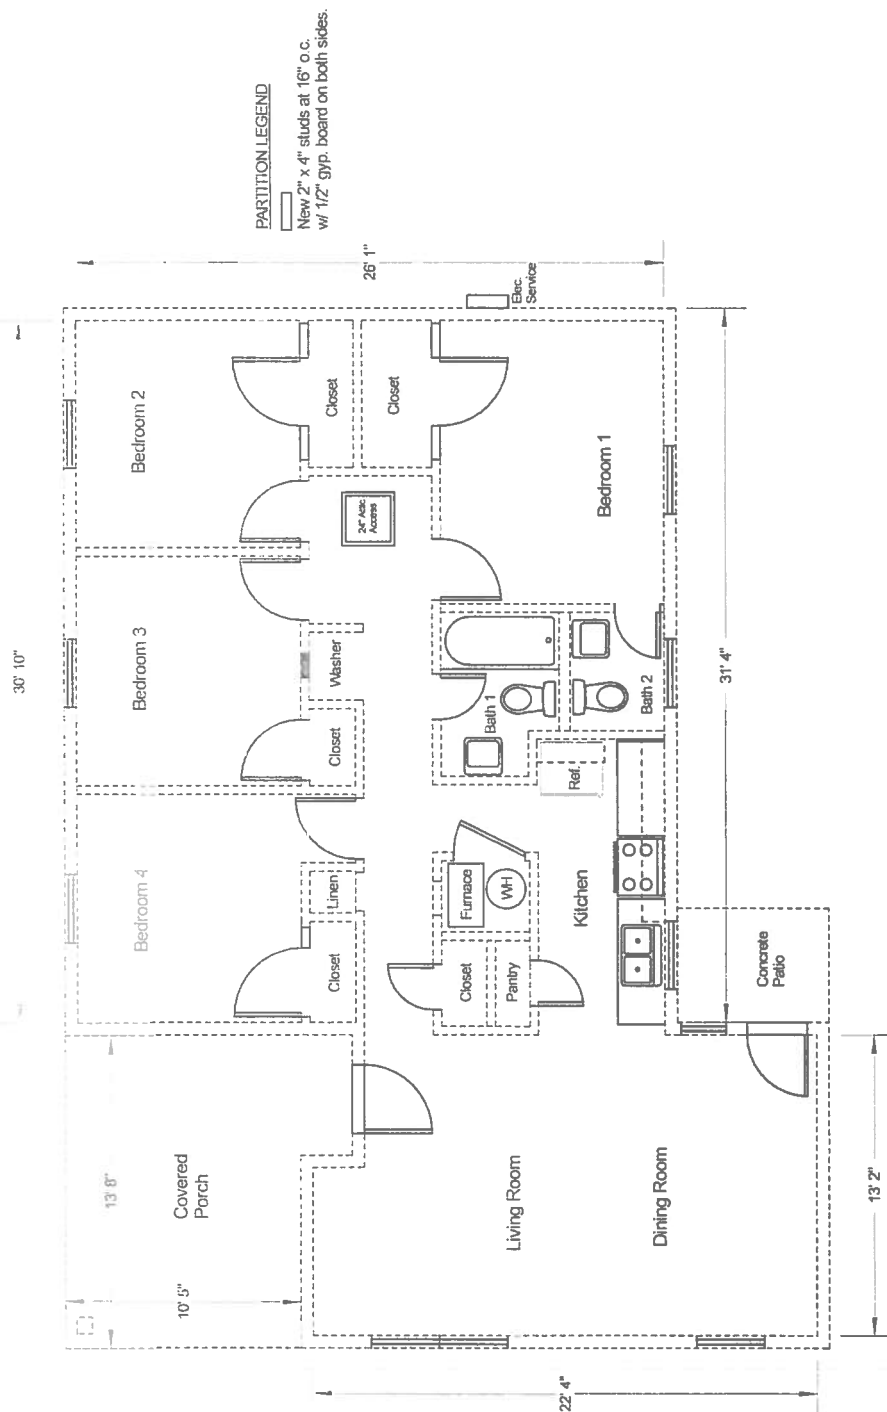 PARTITION LEGEND
New 2" x 4" studs at 16" o.c.
w/ 1/2" gyp. board on both sides.
30' 10"
26' 1"
Elec.
Service
Bedroom 2
Closet
Closet
Bedroom 1
24" Attic
Access
Bedroom 3
Washer
Closet
Bath 1
Bath 2
31' 4"
Ref.
Bedroom 4
Linen
Furnace
WH
Kitchen
Closet
Closet
Pantry
Concrete
Patio
13' 8"
Covered
Porch
10' 5"
Living Room
Dining Room
13' 2"
22' 4"